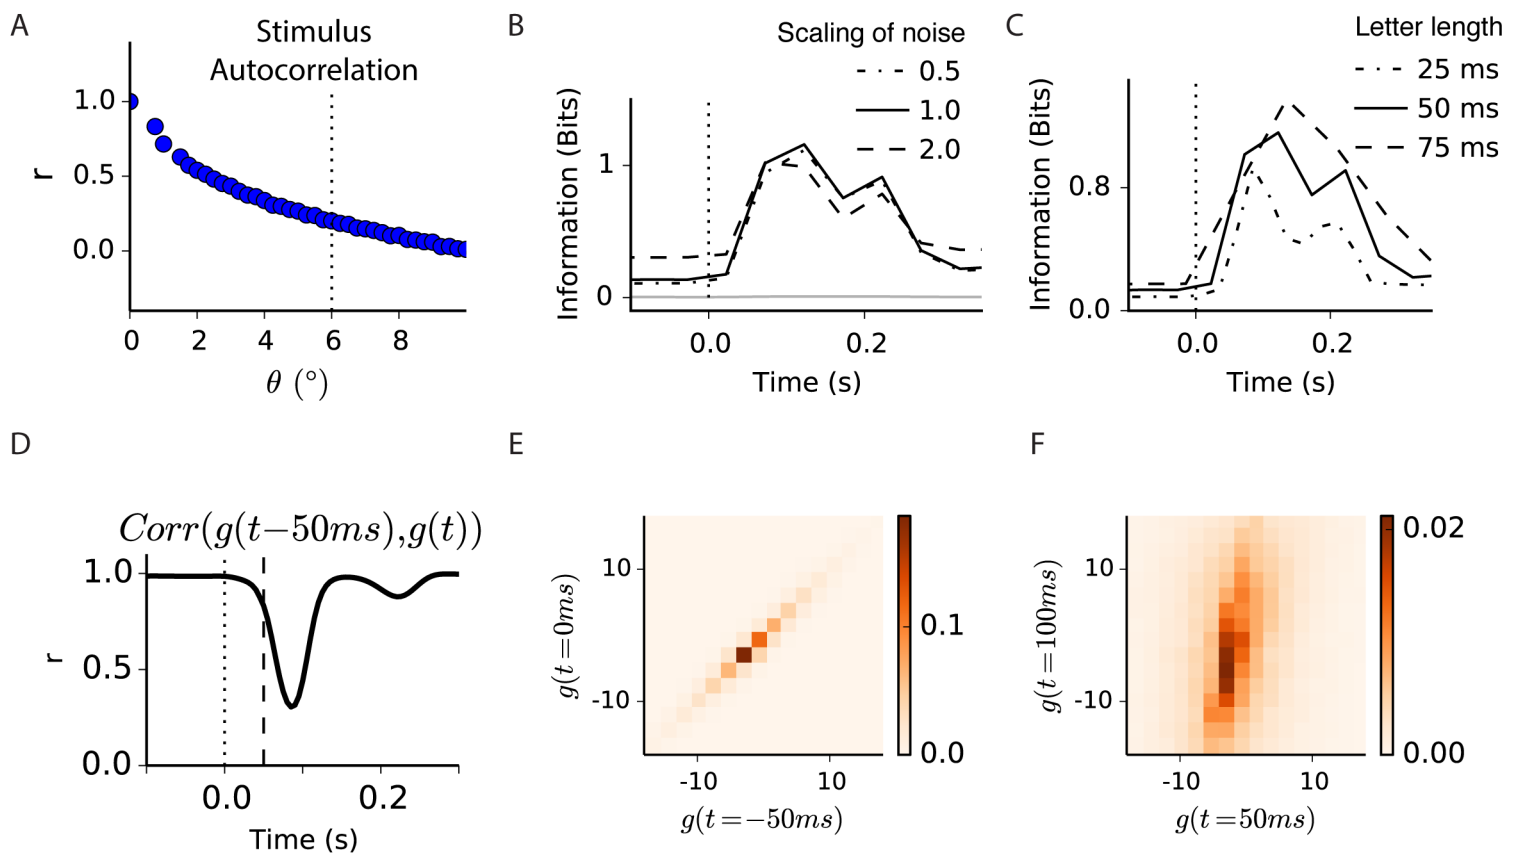 A
Stimulus
Autocorrelation
r
1.0
0.5
0.0
0
2
4
6
8
θ (°)
B
Scaling of noise
0.5
1.0
2.0
Information (Bits)
1
0
0.0
0.2
Time (s)
C
Letter length
25 ms
50 ms
75 ms
Information (Bits)
0.8
0.0
0.0
0.2
Time (s)
D
Corr(g(t−50ms),g(t))
r
1.0
0.5
0.0
0.0
0.2
Time (s)
E
g(t=0ms)
10
-10
-10
10
g(t=−50ms)
0.1
0.0
F
g(t=100ms)
10
-10
-10
10
g(t=50ms)
0.02
0.00